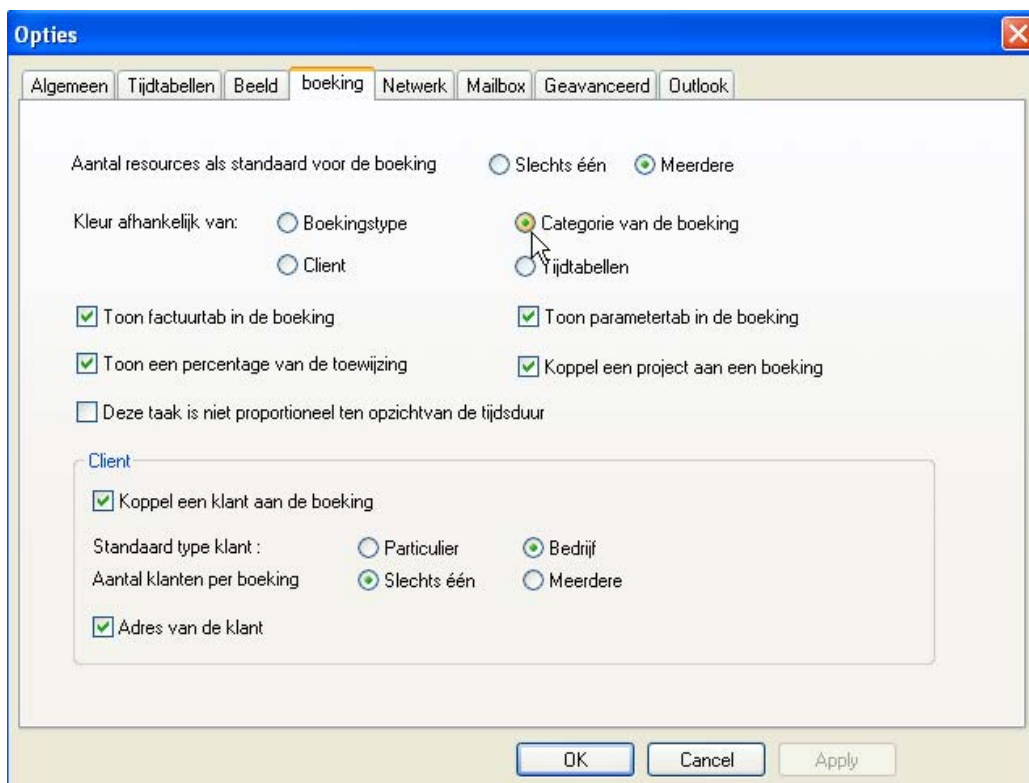 Opties
Algemeen Tijdtabellen Beeld boeking Netwerk Mailbox Geavanceerd Outlook
Aantal resources als standaard voor de boeking Slechts één Meerdere
Kleur afhankelijk van: Boekingstype Categorie van de boeking
Client Tijdtabellen
Toon factuurtab in de boeking Toon parametertab in de boeking
Toon een percentage van de toewijzing Koppel een project aan een boeking
Deze taak is niet proportioneel ten opzichtvan de tijdsduur
Client
Koppel een klant aan de boeking
Standaard type klant : Particulier Bedrijf
Aantal klanten per boeking Slechts één Meerdere
Adres van de klant
OK Cancel Apply